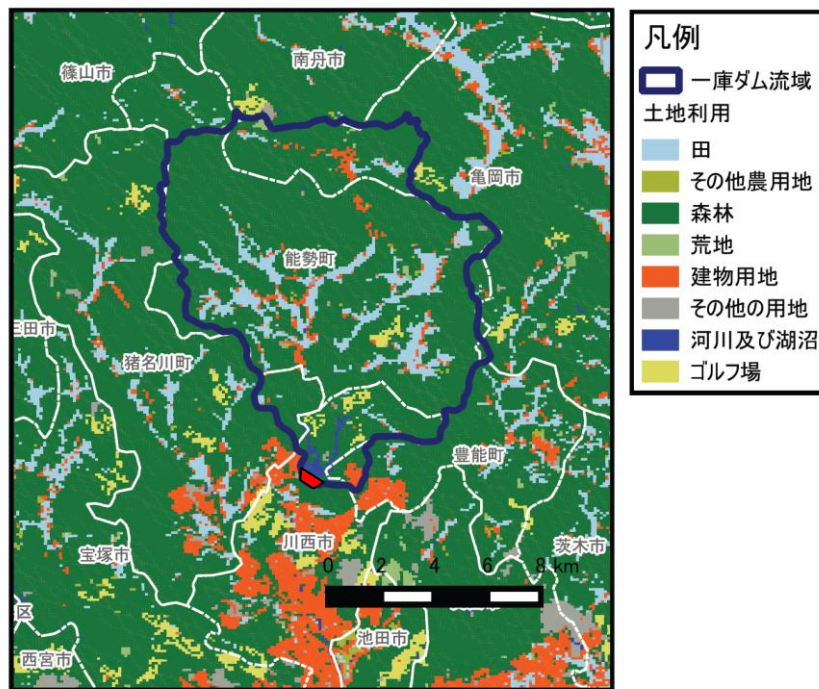 南丹市
篠山市
亀岡市
能勢町
三田市
猪名川町
豊能町
川西市
茨木市
宝塚市
0 2 4 6 8 km
区
池田市
西宮市
凡例
一庫ダム流域
土地利用
田
その他農用地
森林
荒地
建物用地
その他の用地
河川及び湖沼
ゴルフ場